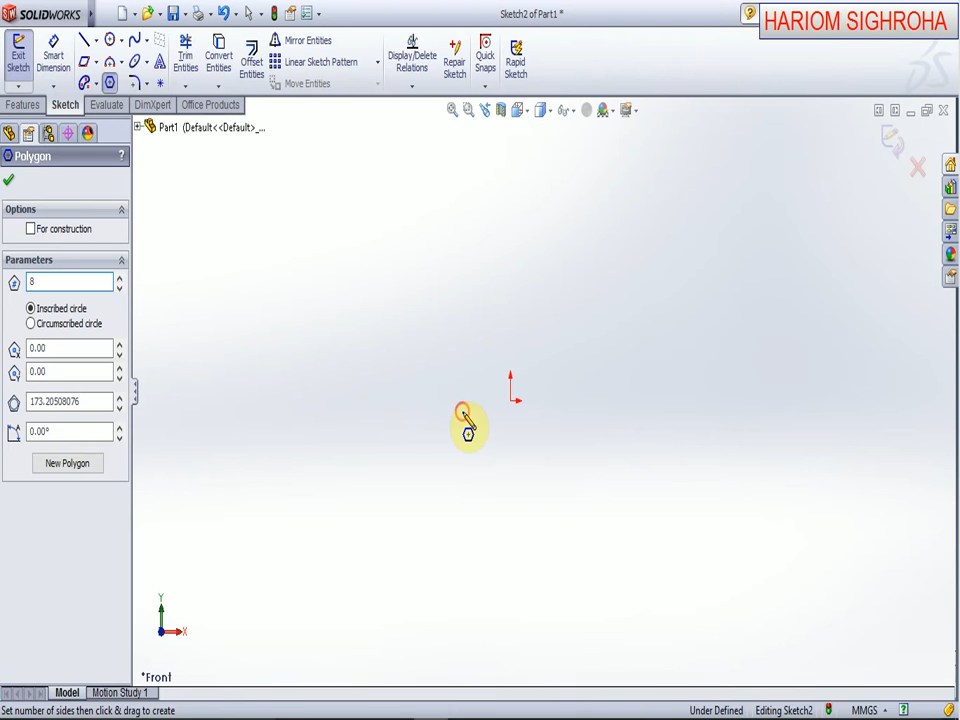 SOLIDWORKS
Sketch2 of Part1 *
HARIOM SIGHROHA
Exit Sketch
Smart Dimension
Trim Entities
Convert Entities
Offset Entities
Mirror Entities
Linear Sketch Pattern
Move Entities
Display/Delete Relations
Repair Sketch
Quick Snaps
Rapid Sketch
Features
Sketch
Evaluate
DimXpert
Office Products
Part1 (Default<<Default>_...
Polygon
?
Options
For construction
Parameters
8
Inscribed circle
Circumscribed circle
0.00
0.00
173.20508076
0.00°
New Polygon
Y
X
*Front
Model
Motion Study 1
Set number of sides then click & drag to create
Under Defined
Editing Sketch2
MMGS
?